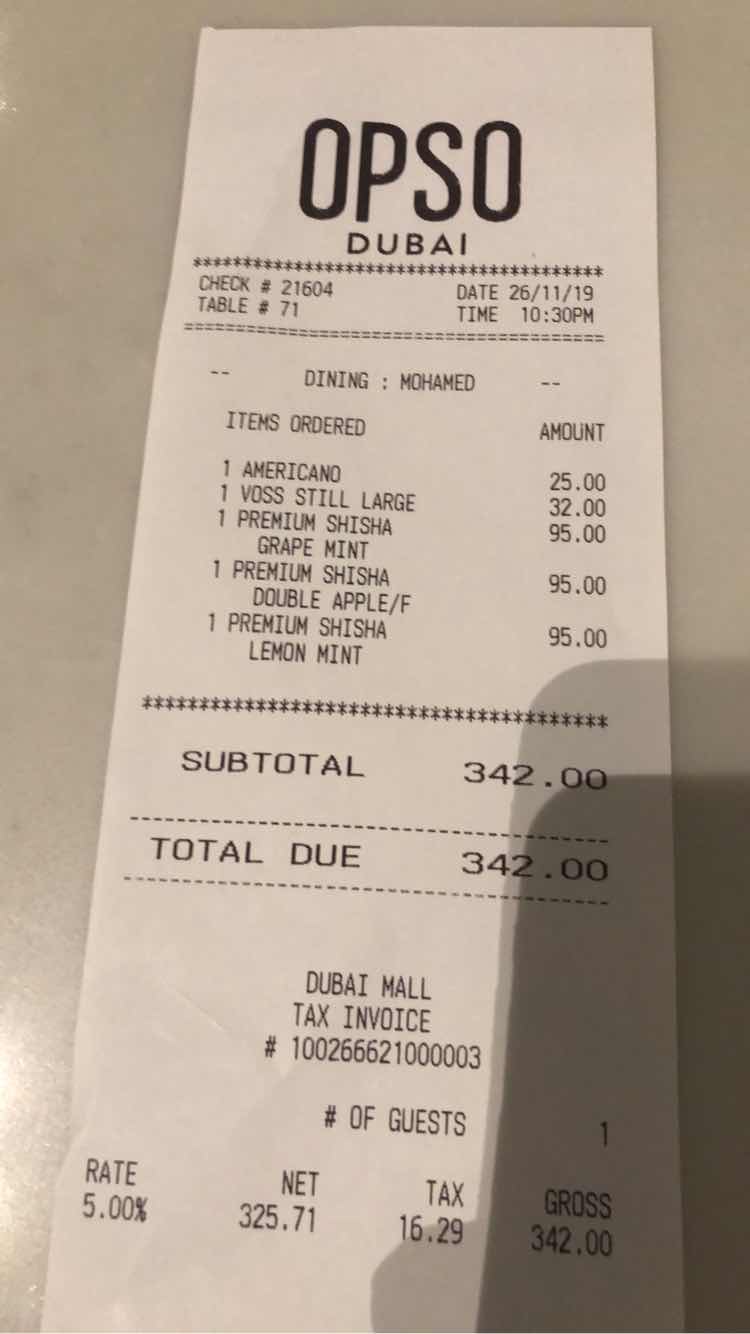 OPSO
DUBAI
*****************************************
CHECK # 21604 DATE 26/11/19
TABLE # 71 TIME 10:30PM
=========================================
-- DINING : MOHAMED --
ITEMS ORDERED AMOUNT
1 AMERICANO 25.00
1 VOSS STILL LARGE 32.00
1 PREMIUM SHISHA 95.00
GRAPE MINT
1 PREMIUM SHISHA 95.00
DOUBLE APPLE/F
1 PREMIUM SHISHA 95.00
LEMON MINT
*****************************************
SUBTOTAL 342.00
-----------------------------------------
TOTAL DUE 342.00
-----------------------------------------
DUBAI MALL
TAX INVOICE
# 100266621000003
# OF GUESTS 1
RATE NET TAX GROSS
5.00% 325.71 16.29 342.00